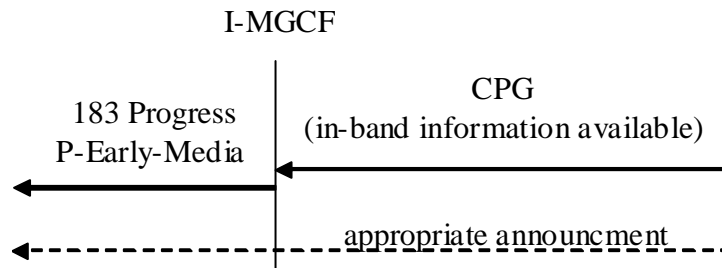 I-MGCF
183 Progress
P-Early-Media
CPG
(in-band information available)
appropriate announcment